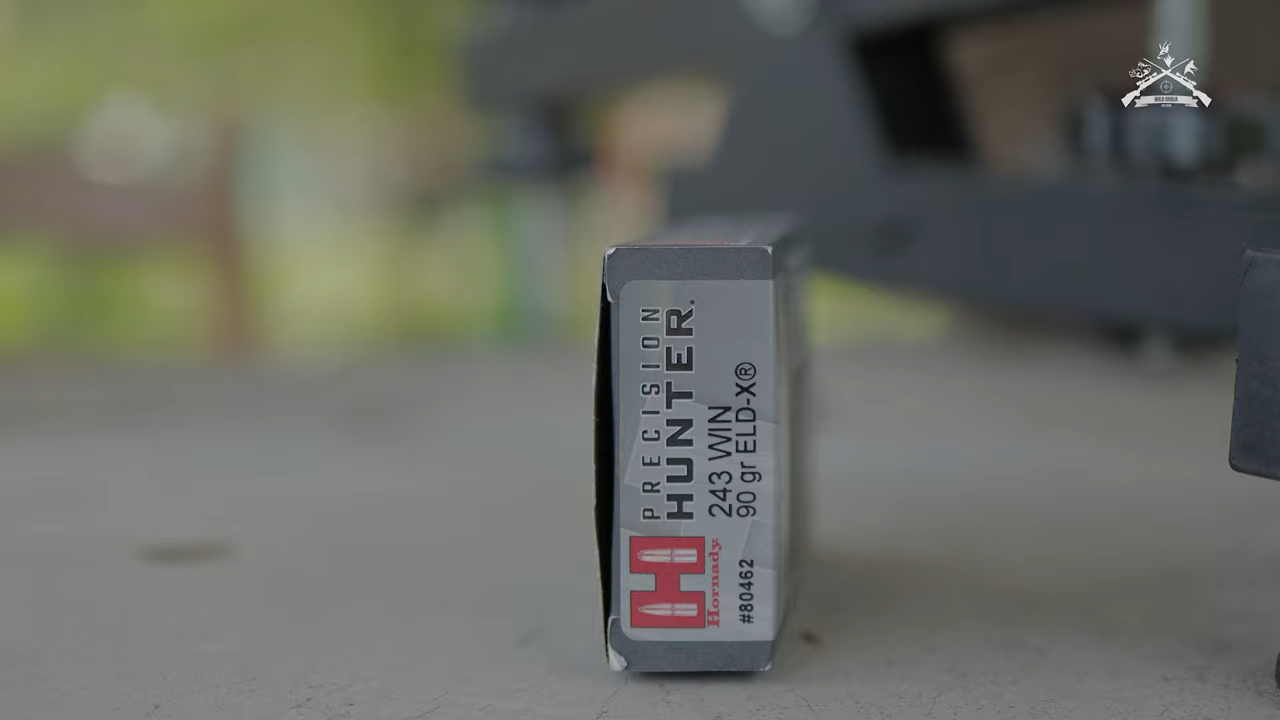 PRECISION
HUNTER.
243 WIN
90 gr ELD-X®
Hornady
#80462